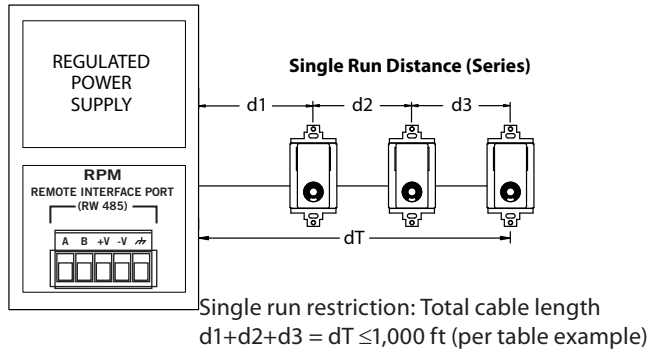 REGULATED
POWER
SUPPLY
Single Run Distance (Series)
d1 d2 d3
RPM
REMOTE INTERFACE PORT
(RW 485)
A B +V -V
dT
Single run restriction: Total cable length
d1+d2+d3 = dT ≤1,000 ft (per table example)